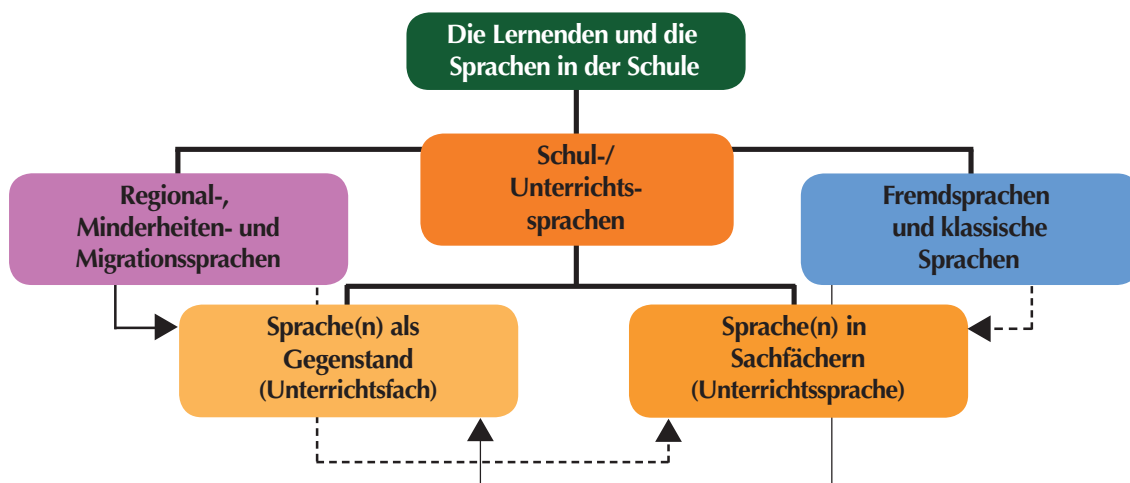 Die Lernenden und die
Sprachen in der Schule
Schul-/
Unterrichts-
sprachen
Regional-,
Minderheiten- und
Migrationssprachen
Fremdsprachen
und klassische
Sprachen
Sprache(n) als
Gegenstand
(Unterrichtsfach)
Sprache(n) in
Sachfächern
(Unterrichtssprache)